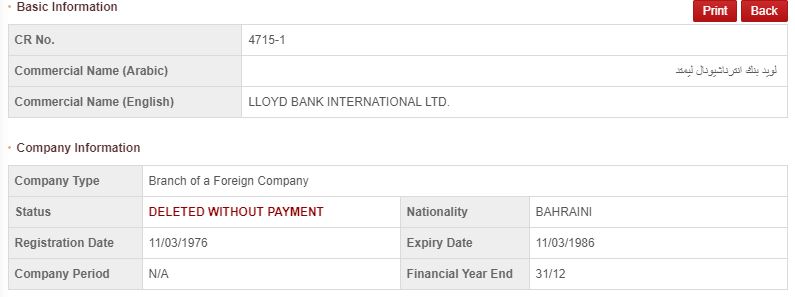 Basic Information
Print Back
CR No. 4715-1
Commercial Name (Arabic) لويد بنك انترناشيونال ليمتد
Commercial Name (English) LLOYD BANK INTERNATIONAL LTD.
Company Information
Company Type Branch of a Foreign Company
Status DELETED WITHOUT PAYMENT Nationality BAHRAINI
Registration Date 11/03/1976 Expiry Date 11/03/1986
Company Period N/A Financial Year End 31/12